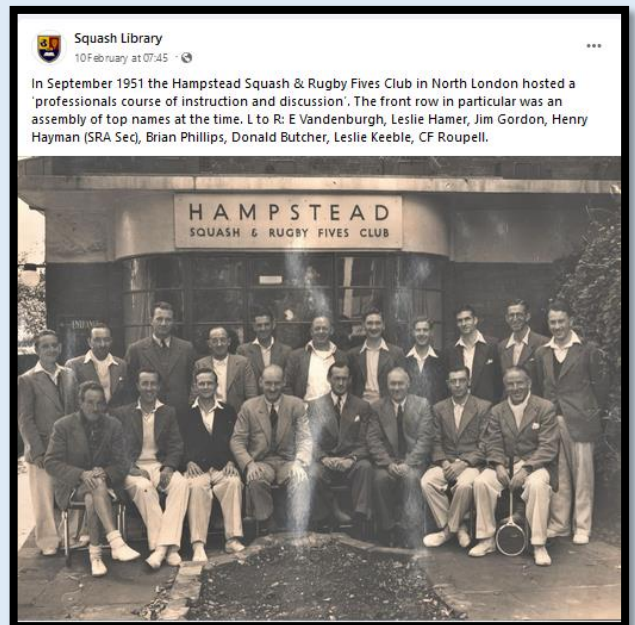 Squash Library
10 February at 07:45 ·
In September 1951 the Hampstead Squash & Rugby Fives Club in North London hosted a
'professionals course of instruction and discussion'. The front row in particular was an
assembly of top names at the time. L to R: E Vandenburgh, Leslie Hamer, Jim Gordon, Henry
Hayman (SRA Sec), Brian Phillips, Donald Butcher, Leslie Keeble, CF Roupell.
HAMPSTEAD
SQUASH & RUGBY FIVES CLUB